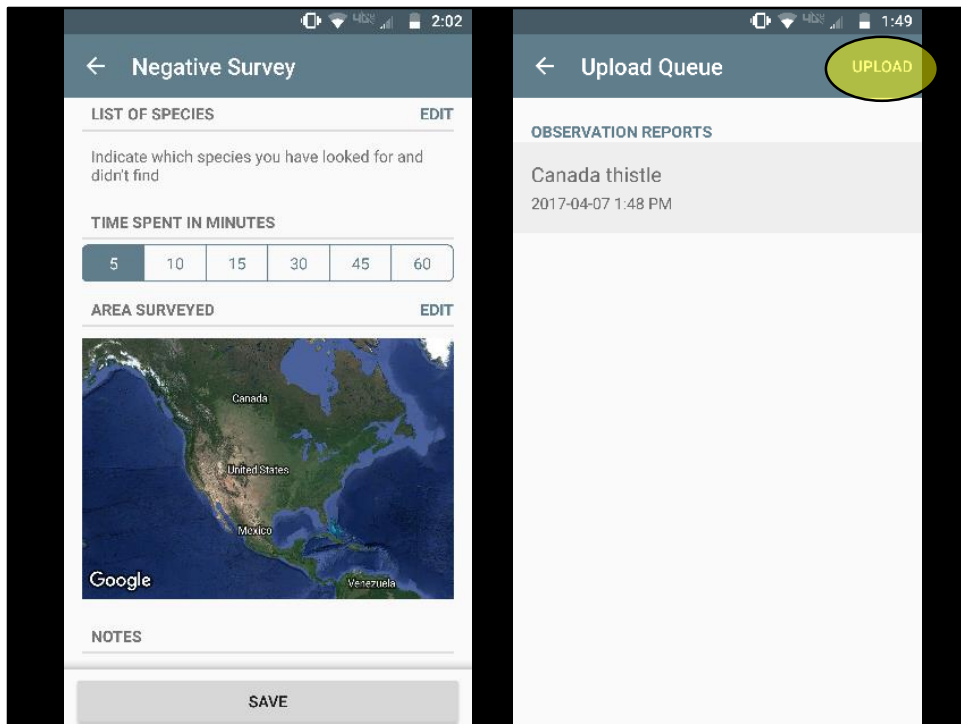 2:02
Negative Survey
LIST OF SPECIES EDIT
Indicate which species you have looked for and
didn't find
TIME SPENT IN MINUTES
5 10 15 30 45 60
AREA SURVEYED EDIT
Canada
United States
Mexico
Venezuela
Google
NOTES
SAVE
1:49
Upload Queue UPLOAD
OBSERVATION REPORTS
Canada thistle
2017-04-07 1:48 PM